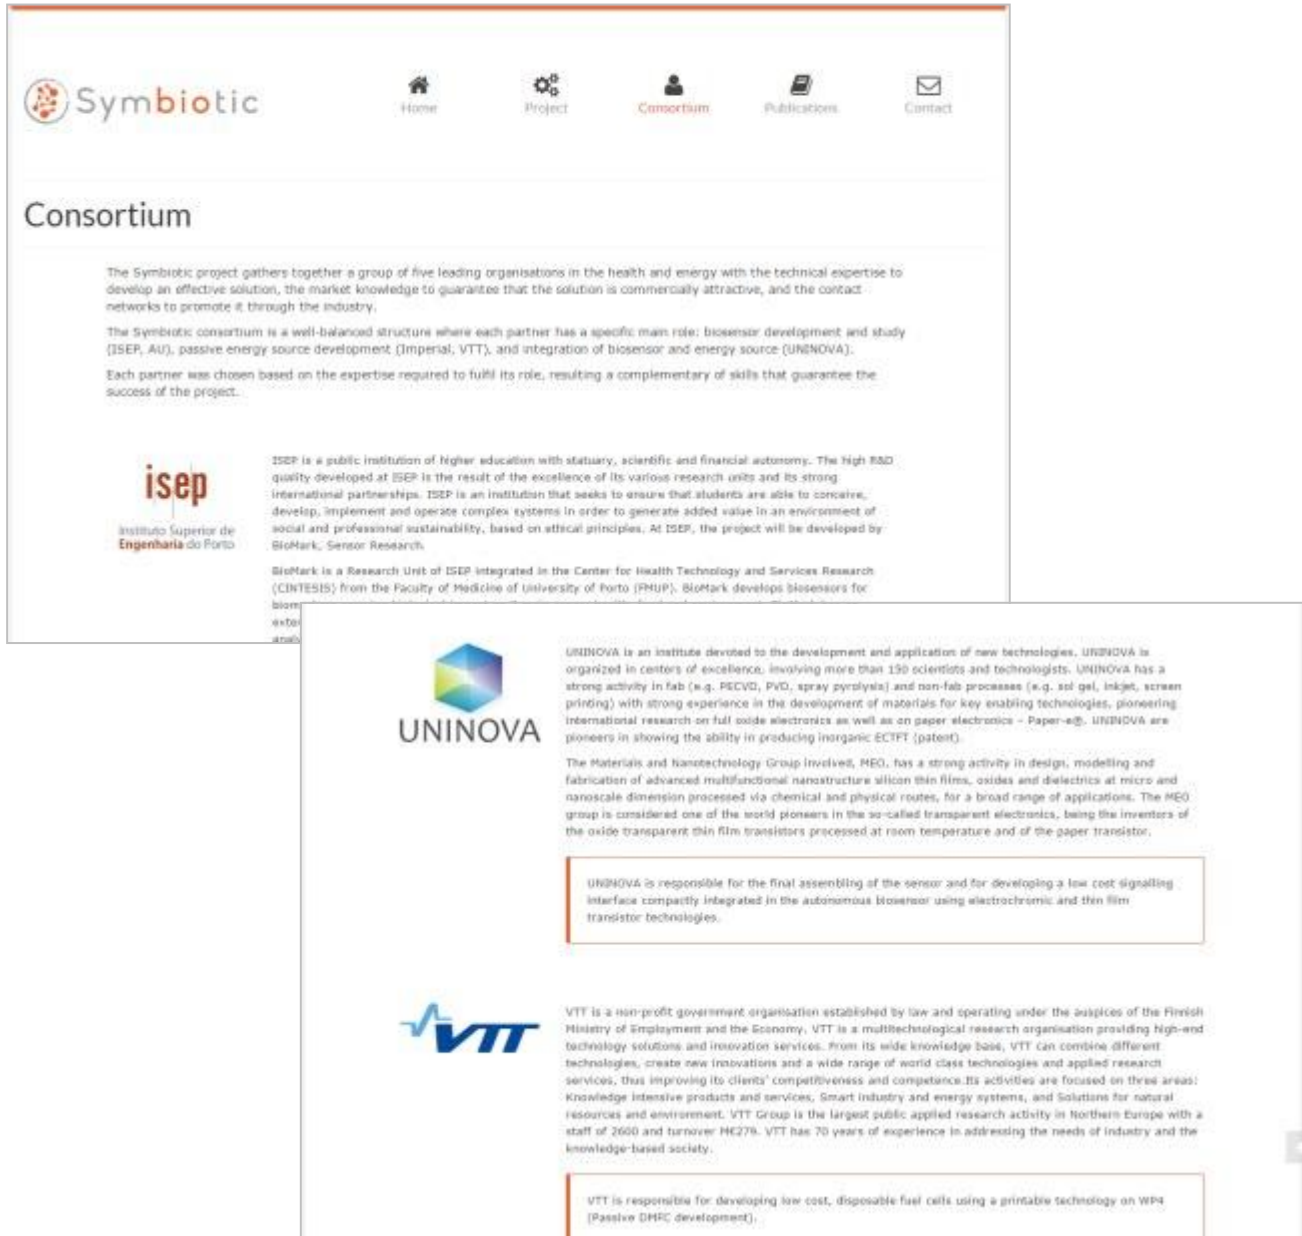 Symbiotic
Home
Project
Consortium
Publications
Contact
Consortium
The Symbiotic project gathers together a group of five leading organisations in the health and energy with the technical expertise to
develop an effective solution, the market knowledge to guarantee that the solution is commercially attractive, and the contact
networks to promote it through the industry.
The Symbiotic consortium is a well-balanced structure where each partner has a specific main role: biosensor development and study
(ISEP, AU), passive energy source development (Imperial, VTT), and integration of biosensor and energy source (UNINOVA).
Each partner was chosen based on the expertise required to fulfil its role, resulting a complementary of skills that guarantee the
success of the project.
isep
Instituto Superior de
Engenharia do Porto
ISEP is a public institution of higher education with statuary, scientific and financial autonomy. The high R&D
quality developed at ISEP is the result of the excellence of its various research units and its strong
international partnerships. ISEP is an institution that seeks to ensure that students are able to conceive,
develop, implement and operate complex systems in order to generate added value in an environment of
social and professional sustainability, based on ethical principles. At ISEP, the project will be developed by
BioMark, Sensor Research.
BioMark is a Research Unit of ISEP integrated in the Center for Health Technology and Services Research
(CINTESIS) from the Faculty of Medicine of University of Porto (FMUP). BioMark develops biosensors for
UNINOVA
UNINOVA is an institute devoted to the development and application of new technologies. UNINOVA is
organized in centers of excellence, involving more than 150 scientists and technologists. UNINOVA has a
strong activity in fab (e.g. PECVD, PVD, spray pyrolysis) and non-fab processes (e.g. sol gel, inkjet, screen
printing) with strong experience in the development of materials for key enabling technologies, pioneering
international research on full oxide electronics as well as on paper electronics – Paper-e®. UNINOVA are
pioneers in showing the ability in producing inorganic ECTFT (patent).
The Materials and Nanotechnology Group involved, MEO, has a strong activity in design, modelling and
fabrication of advanced multifunctional nanostructure silicon thin films, oxides and dielectrics at micro and
nanoscale dimension processed via chemical and physical routes, for a broad range of applications. The MEO
group is considered one of the world pioneers in the so-called transparent electronics, being the inventors of
the oxide transparent thin film transistors processed at room temperature and of the paper transistor.
UNINOVA is responsible for the final assembling of the sensor and for developing a low cost signalling
interface compactly integrated in the autonomous biosensor using electrochromic and thin film
transistor technologies.
VTT
VTT is a non-profit government organisation established by law and operating under the auspices of the Finnish
Ministry of Employment and the Economy. VTT is a multitechnological research organisation providing high-end
technology solutions and innovation services. From its wide knowledge base, VTT can combine different
technologies, create new innovations and a wide range of world class technologies and applied research
services, thus improving its clients' competitiveness and competence.Its activities are focused on three areas:
Knowledge intensive products and services, Smart industry and energy systems, and Solutions for natural
resources and environment. VTT Group is the largest public applied research activity in Northern Europe with a
staff of 2600 and turnover M€279. VTT has 70 years of experience in addressing the needs of industry and the
knowledge-based society.
VTT is responsible for developing low cost, disposable fuel cells using a printable technology on WP4
(Passive DMFC development).